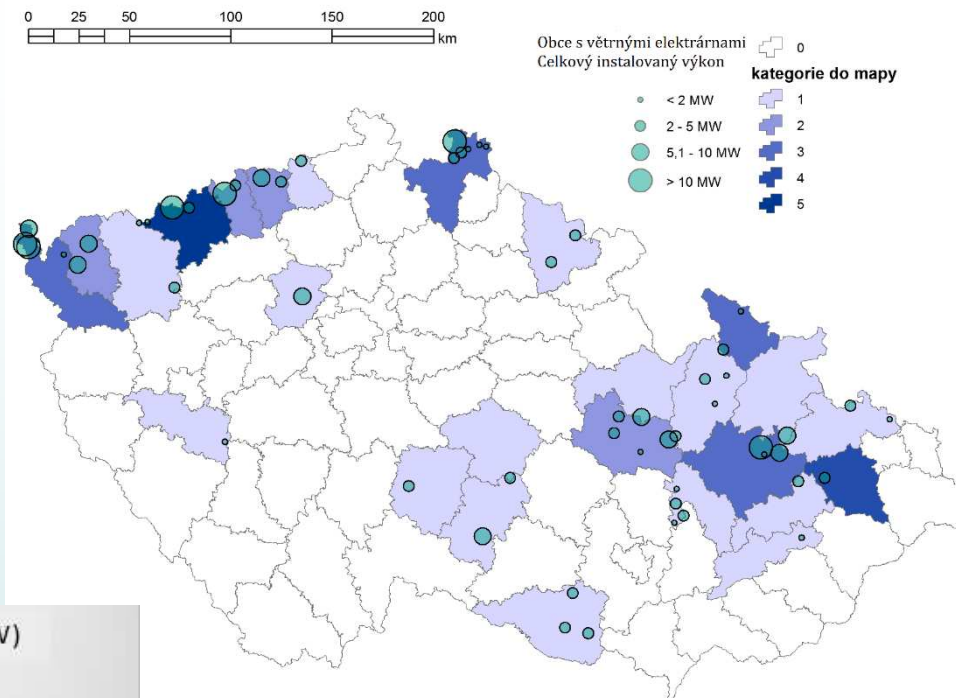 0 25 50 100 150 200
km
Obce s větrnými elektrárnami
Celkový instalovaný výkon
< 2 MW
2 - 5 MW
5,1 - 10 MW
> 10 MW
0
kategorie do mapy
1
2
3
4
5